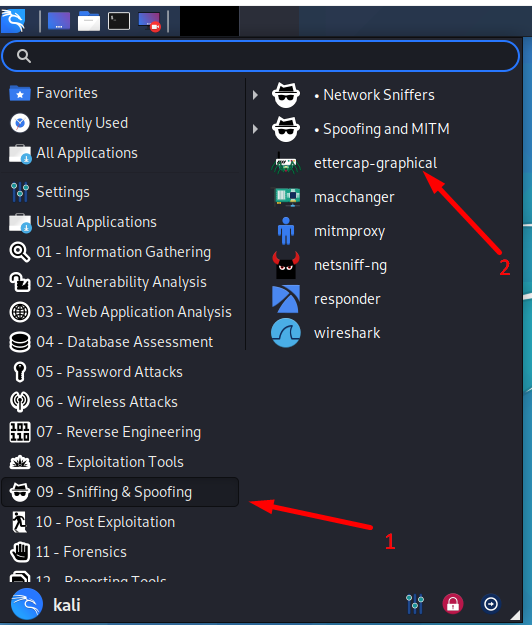 Favorites
Recently Used
All Applications
Settings
Usual Applications
01 - Information Gathering
02 - Vulnerability Analysis
03 - Web Application Analysis
04 - Database Assessment
05 - Password Attacks
06 - Wireless Attacks
07 - Reverse Engineering
08 - Exploitation Tools
09 - Sniffing & Spoofing
10 - Post Exploitation
11 - Forensics
12 - Reporting Tools
• Network Sniffers
• Spoofing and MITM
ettercap-graphical
macchanger
mitmproxy
netsniff-ng
responder
wireshark
2
1
kali